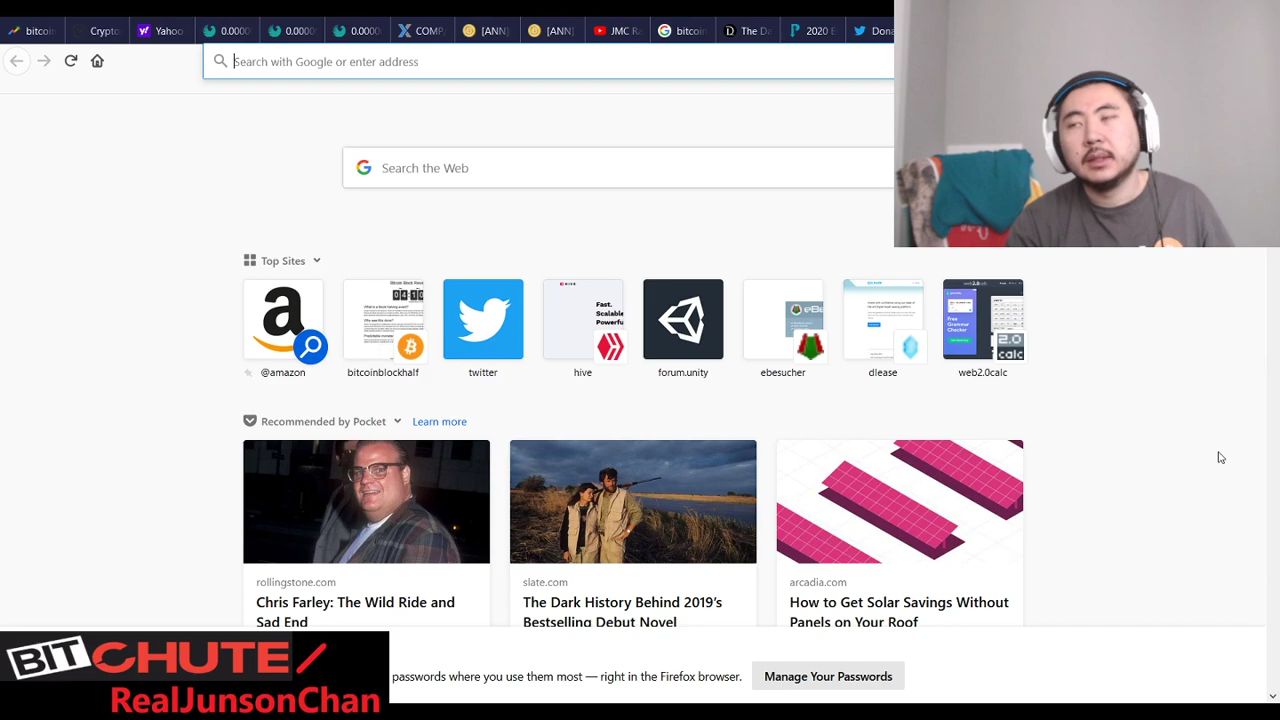 bitcoin
Crypto
Yahoo
0.0000
0.0000
0.0000
COMP
[ANN]
[ANN]
JMC Ra
bitcoin
The Da
2020 E
Dona
Search with Google or enter address
Search the Web
Top Sites
@amazon
bitcoinblockhalf
twitter
hive
forum.unity
ebesucher
dlease
web2.0calc
Recommended by Pocket
Learn more
rollingstone.com
Chris Farley: The Wild Ride and
Sad End
slate.com
The Dark History Behind 2019's
Bestselling Debut Novel
arcadia.com
How to Get Solar Savings Without
Panels on Your Roof
BITCHUTE/
RealJunsonChan
passwords where you use them most — right in the Firefox browser.
Manage Your Passwords